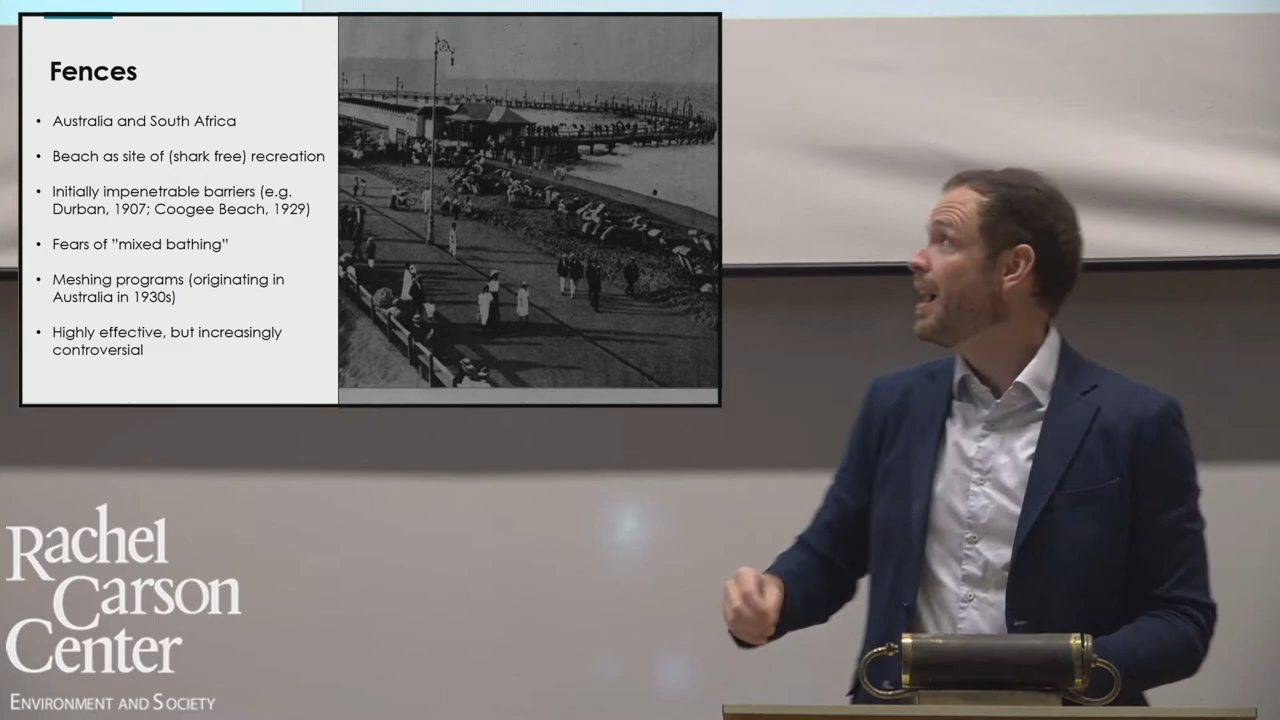 Fences
• Australia and South Africa
• Beach as site of (shark free) recreation
• Initially impenetrable barriers (e.g.
Durban, 1907; Coogee Beach, 1929)
• Fears of ”mixed bathing”
• Meshing programs (originating in
Australia in 1930s)
• Highly effective, but increasingly
controversial
Rachel
Carson
Center
ENVIRONMENT AND SOCIETY